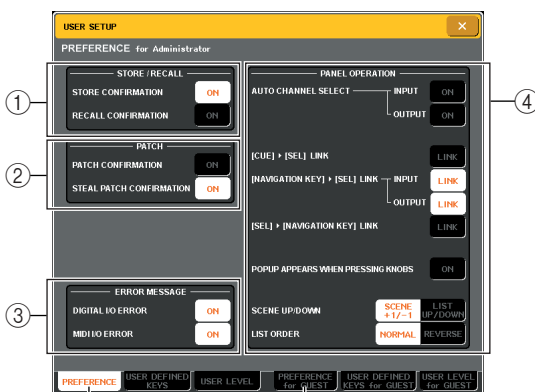 USER SETUP
PREFERENCE for Administrator
① STORE / RECALL
STORE CONFIRMATION ON
RECALL CONFIRMATION ON
② PATCH
PATCH CONFIRMATION ON
STEAL PATCH CONFIRMATION ON
③ ERROR MESSAGE
DIGITAL I/O ERROR ON
MIDI I/O ERROR ON
④ PANEL OPERATION
AUTO CHANNEL SELECT INPUT ON
OUTPUT ON
[CUE] ▸ [SEL] LINK LINK
[NAVIGATION KEY] ▸ [SEL] LINK INPUT LINK
OUTPUT LINK
[SEL] ▸ [NAVIGATION KEY] LINK LINK
POPUP APPEARS WHEN PRESSING KNOBS ON
SCENE UP/DOWN SCENE +1/-1 LIST UP/DOWN
LIST ORDER NORMAL REVERSE
PREFERENCE
USER DEFINED KEYS
USER LEVEL
PREFERENCE for GUEST
USER DEFINED KEYS for GUEST
USER LEVEL for GUEST